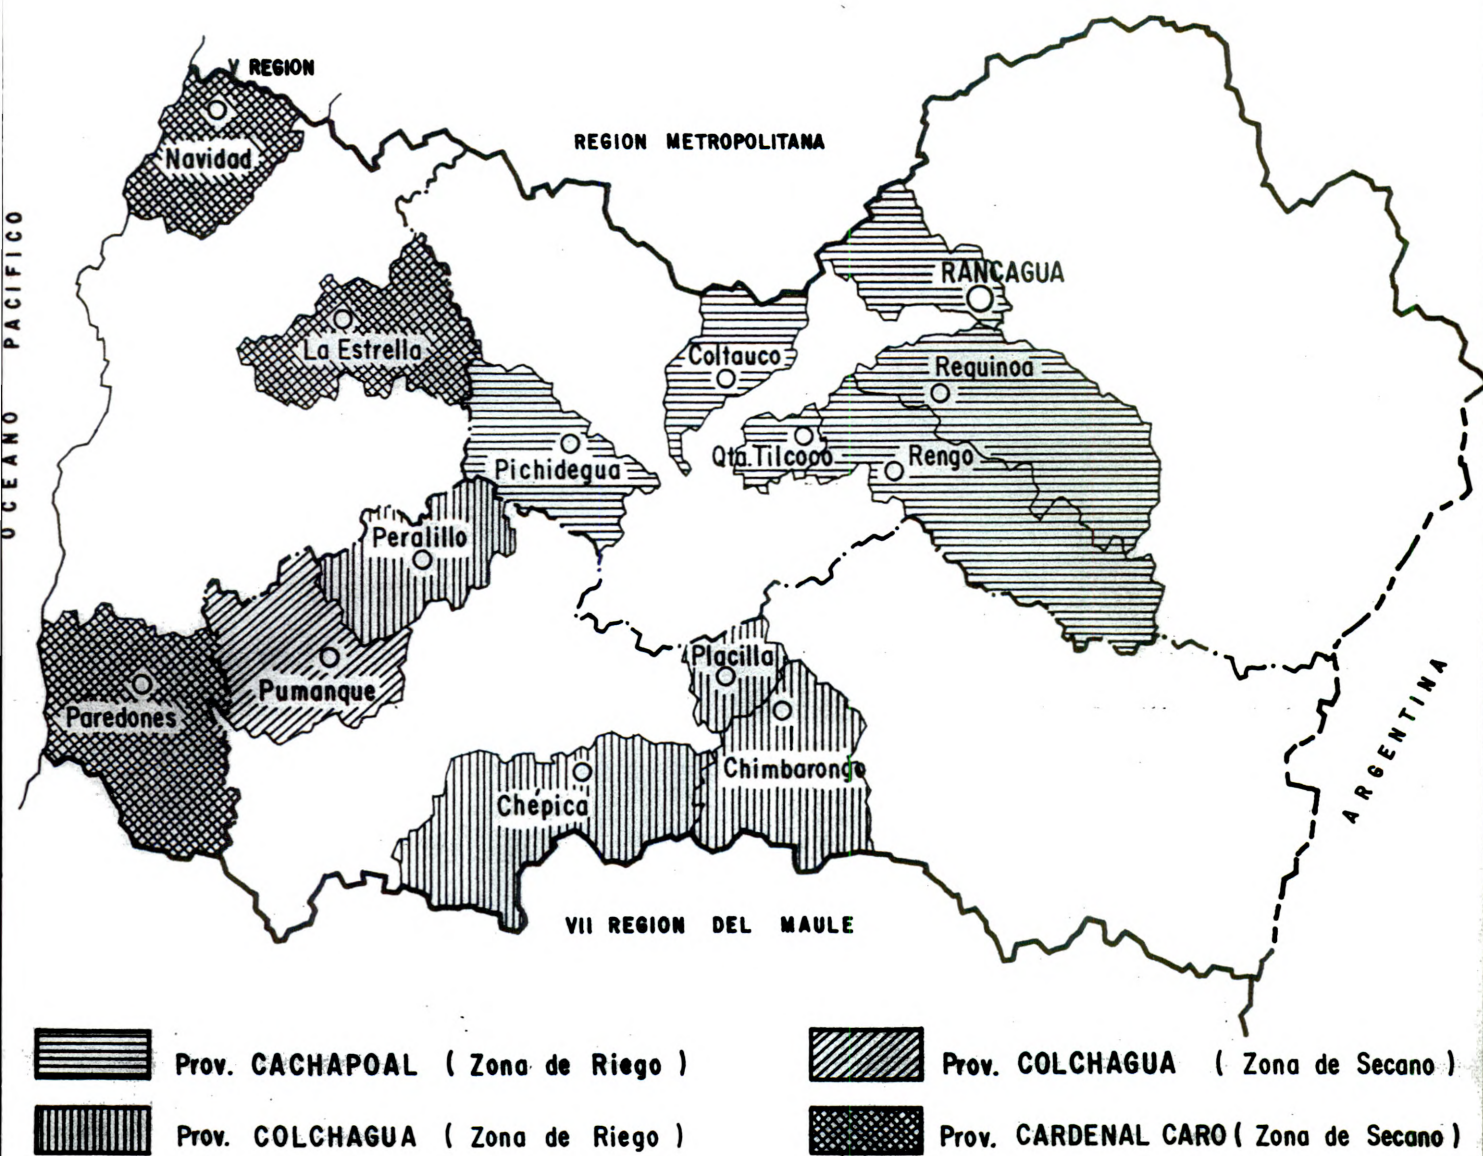 V REGION
REGION METROPOLITANA
Navidad
OCEANO PACIFICO
RANCAGUA
La Estrella
Coltauco
Requinoa
Qta. Tilcoco
Rengo
Pichidegua
Peralillo
Placilla
Pumanque
Paredones
Chimbarongo
Chépica
ARGENTINA
VII REGION DEL MAULE
Prov. CACHAPOAL ( Zona de Riego )
Prov. COLCHAGUA ( Zona de Secano )
Prov. COLCHAGUA ( Zona de Riego )
Prov. CARDENAL CARO ( Zona de Secano )